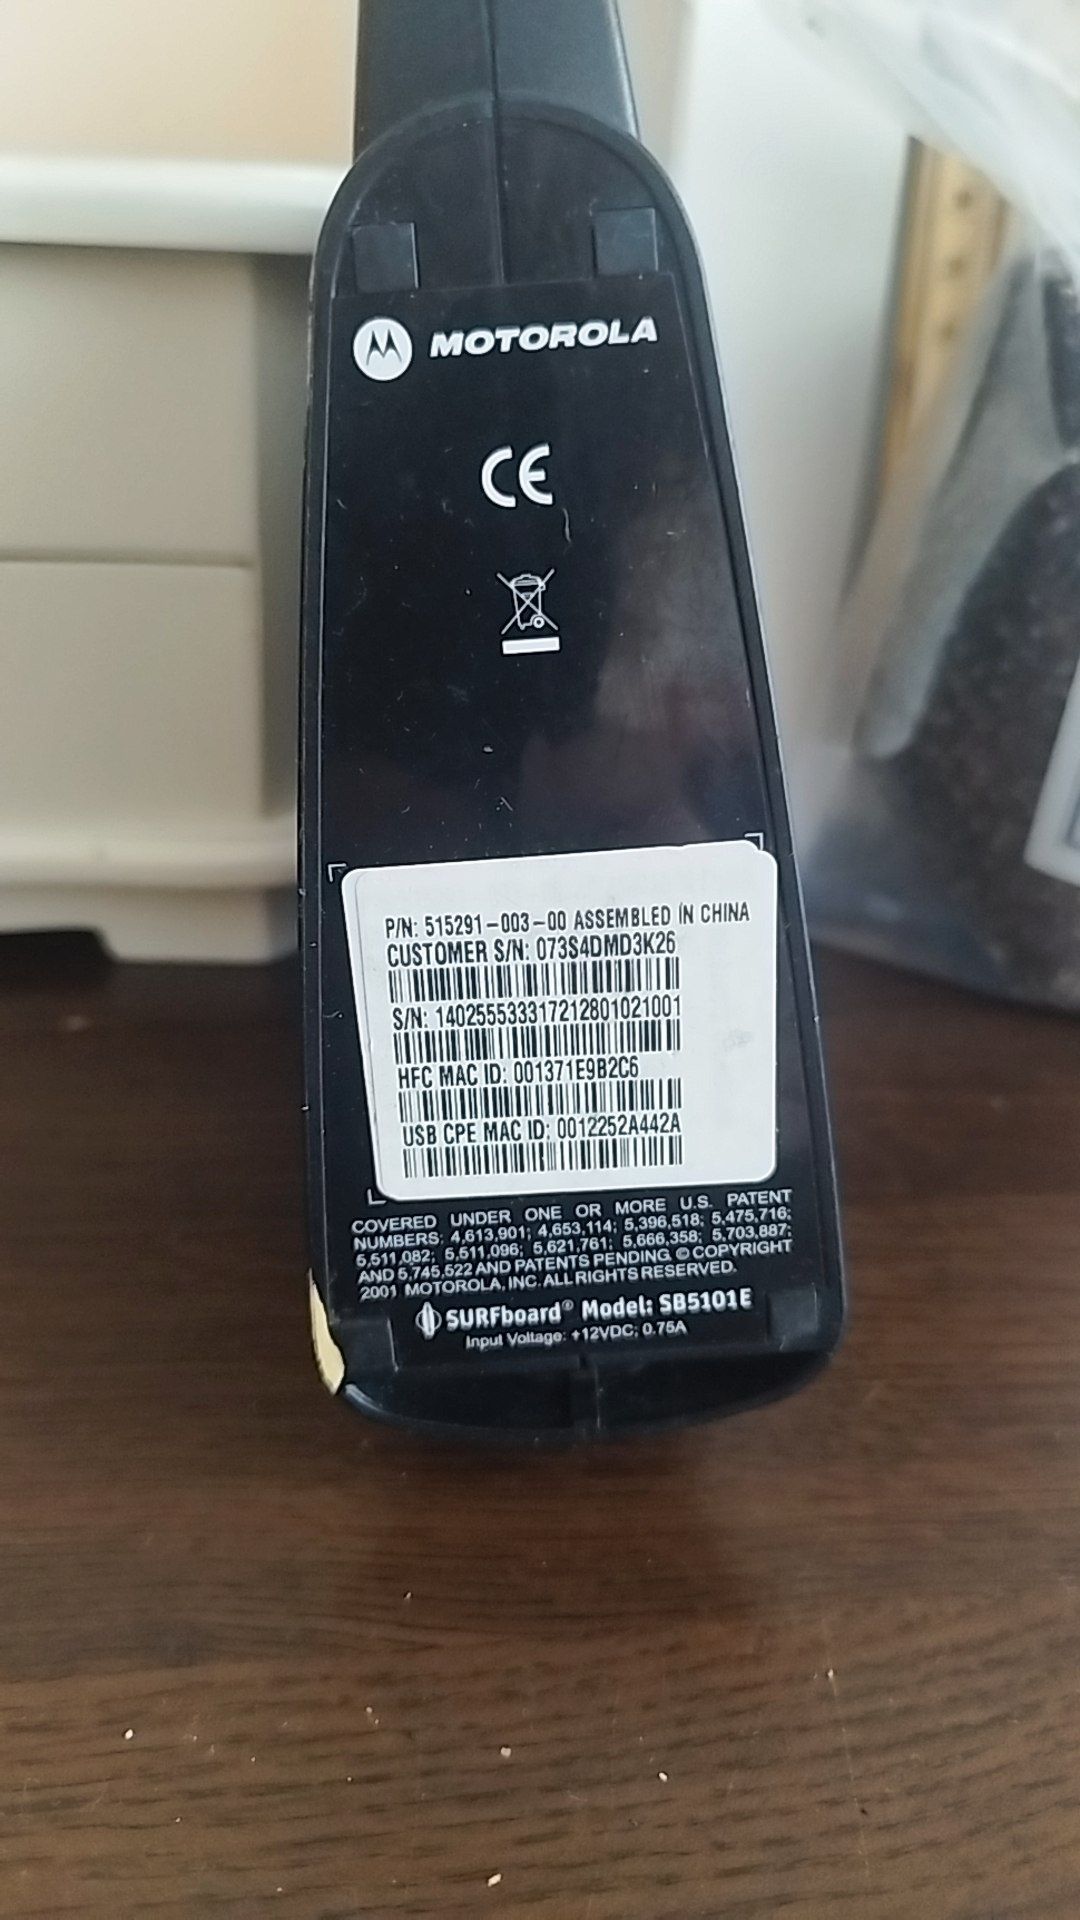 MOTOROLA
CE
P/N: 515291-003-00 ASSEMBLED IN CHINA
CUSTOMER S/N: 073S4DMD3K26
S/N: 140255533317212801021001
HFC MAC ID: 001371E9B2C6
USB CPE MAC ID: 0012252A442A
COVERED UNDER ONE OR MORE U.S. PATENT
NUMBERS: 4,613,901; 4,653,114; 5,396,518; 5,475,716;
5,511,082; 5,511,096; 5,621,761; 5,666,358; 5,703,887;
AND 5,745,522 AND PATENTS PENDING. © COPYRIGHT
2001 MOTOROLA, INC. ALL RIGHTS RESERVED.
SURFboard® Model: SB5101E
Input Voltage: +12VDC; 0.75A